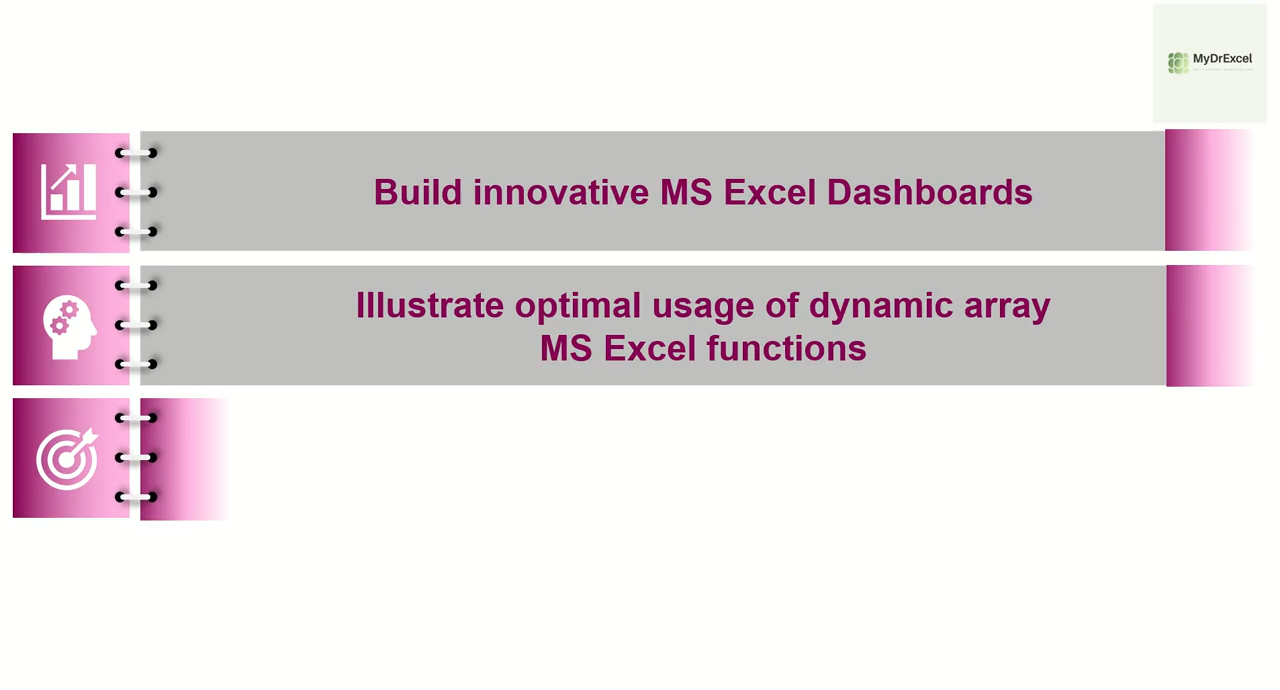 MyDrExcel
Build innovative MS Excel Dashboards
Illustrate optimal usage of dynamic array
MS Excel functions